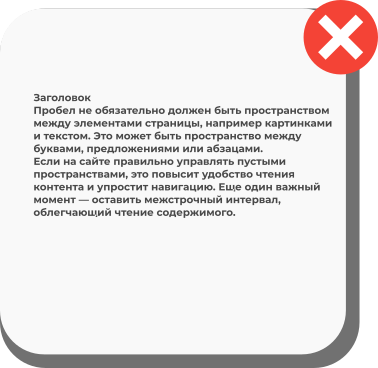 Заголовок
Пробел не обязательно должен быть пространством
между элементами страницы, например картинками
и текстом. Это может быть пространство между
буквами, предложениями или абзацами.
Если на сайте правильно управлять пустыми
пространствами, это повысит удобство чтения
контента и упростит навигацию. Еще один важный
момент — оставить межстрочный интервал,
облегчающий чтение содержимого.